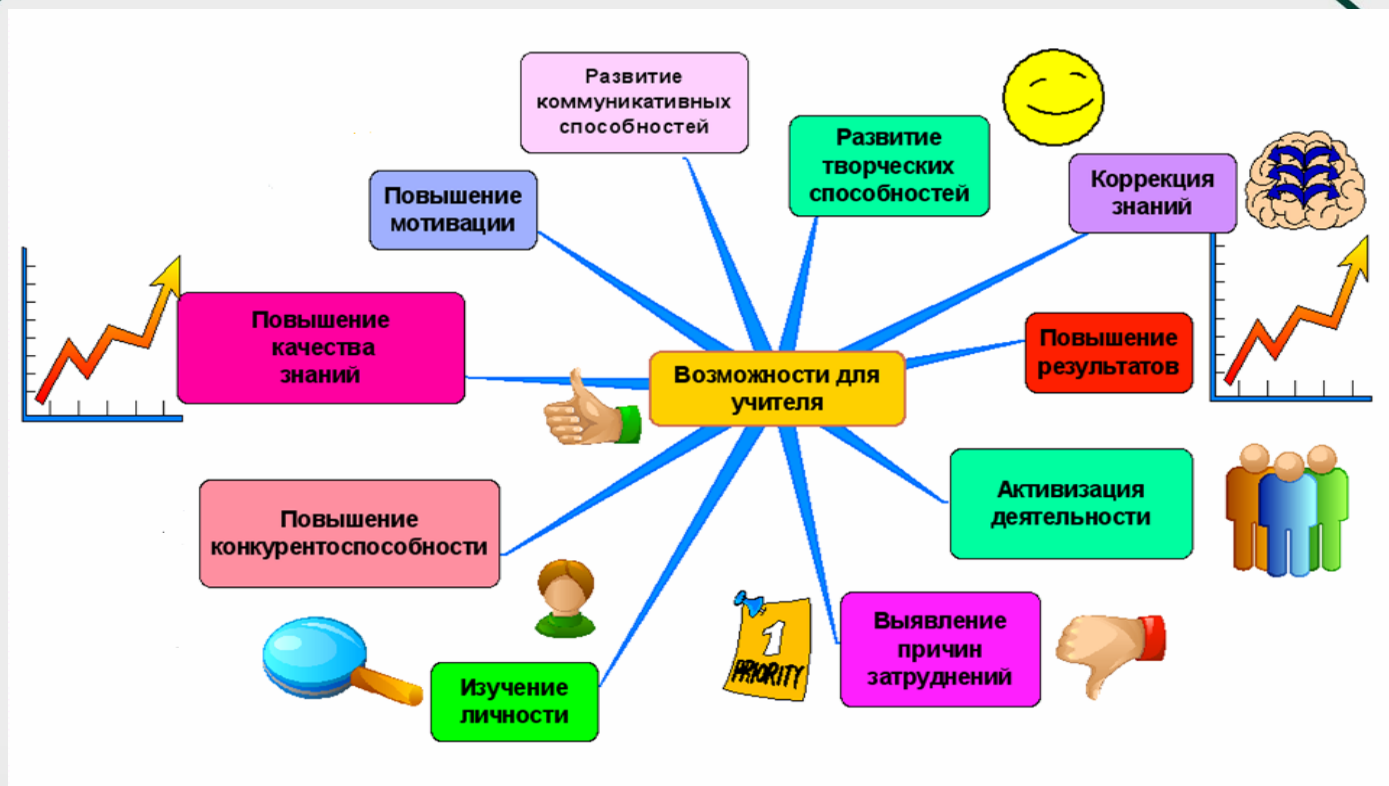 Развитие
коммуникативных
способностей
Развитие
творческих
способностей
Коррекция
знаний
Повышение
мотивации
Повышение
качества
знаний
Возможности для
учителя
Повышение
результатов
Активизация
деятельности
Повышение
конкурентоспособности
Выявление
причин
затруднений
1
PRIORITY
Изучение
личности